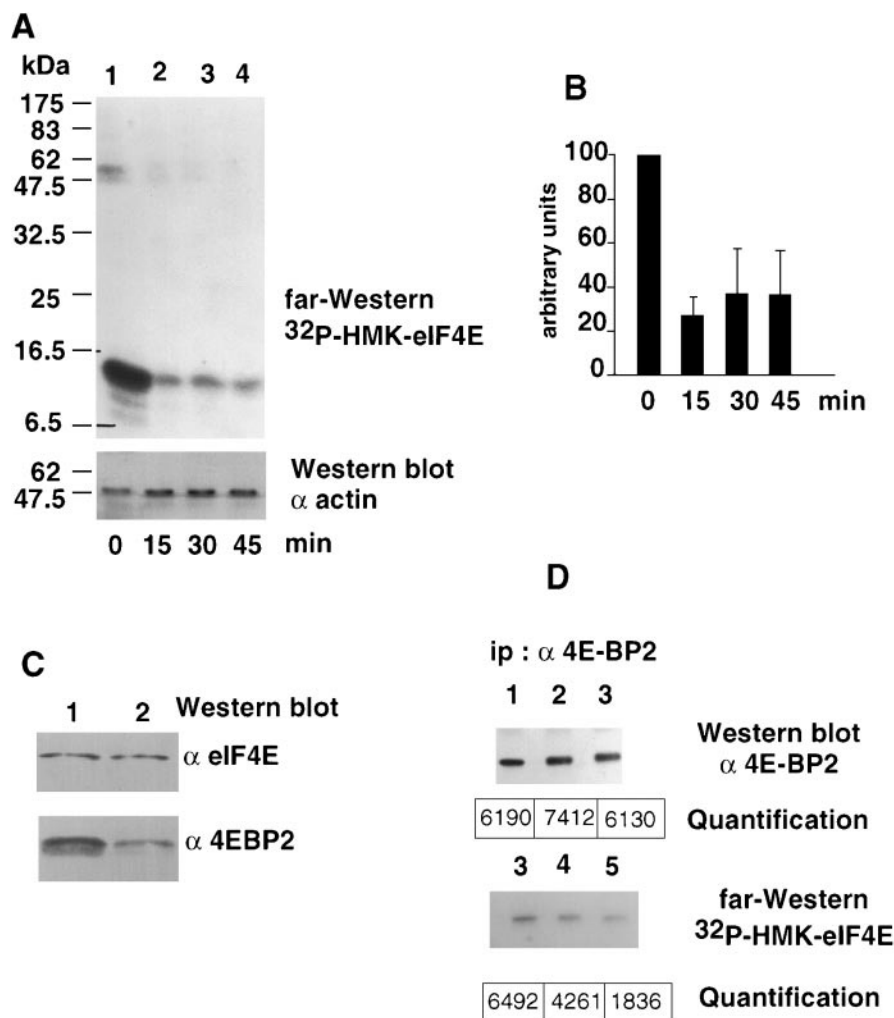 A
kDa
1 2 3 4
175
83
62
47.5
32.5
25
16.5
6.5
far-Western
32P-HMK-eIF4E
62
47.5
Western blot
α actin
0 15 30 45 min
B
arbitrary units
100
80
60
40
20
0
0 15 30 45 min
C
1 2 Western blot
α eIF4E
α 4EBP2
D
ip : α 4E-BP2
1 2 3
Western blot
α 4E-BP2
6190 7412 6130 Quantification
3 4 5
far-Western
32P-HMK-eIF4E
6492 4261 1836 Quantification